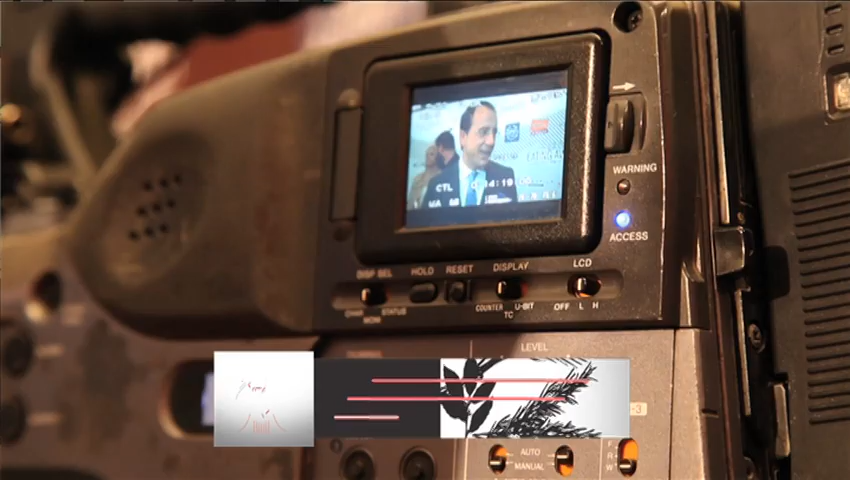 WARNING
ACCESS
CTL
DISP SEL HOLD RESET DISPLAY LCD
STATUS COUNTER U-BIT OFF L H
TC
LEVEL
AUTO
MANUAL